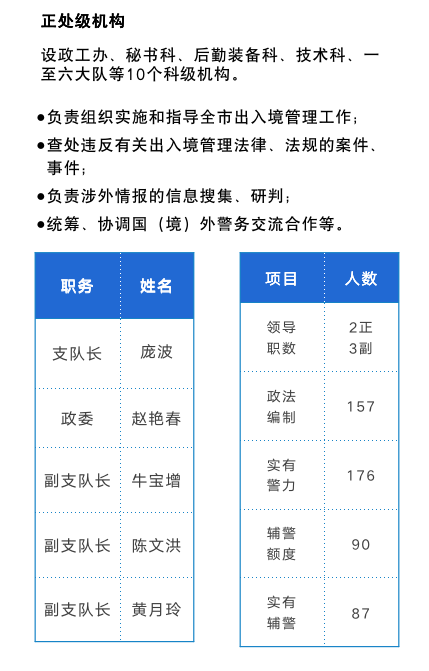 正处级机构
设政工办、秘书科、后勤装备科、技术科、一
至六大队等10个科级机构。
●负责组织实施和指导全市出入境管理工作；
●查处违反有关出入境管理法律、法规的案件、
事件；
●负责涉外情报的信息搜集、研判；
●统筹、协调国（境）外警务交流合作等。
职务 姓名
支队长 庞波
政委 赵艳春
副支队长 牛宝增
副支队长 陈文洪
副支队长 黄月玲
项目 人数
领导 2正
职数 3副
政法
编制 157
实有
警力 176
辅警
额度 90
实有
辅警 87